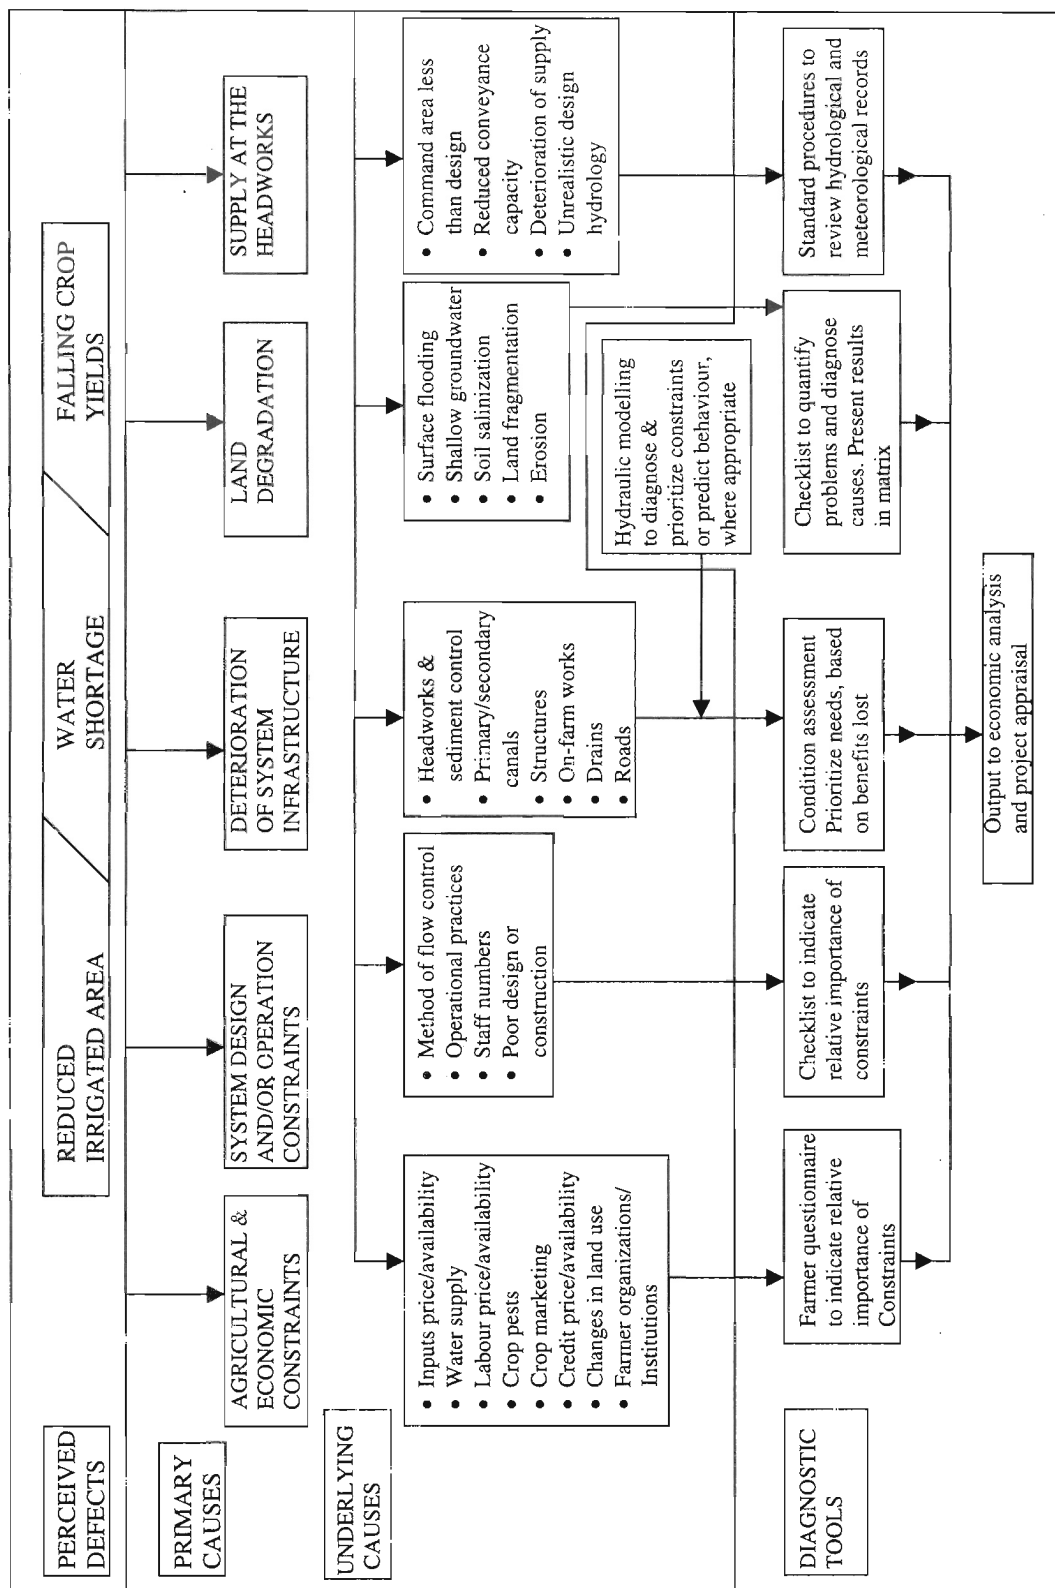 PERCEIVED
DEFECTS
REDUCED
IRRIGATED AREA
WATER
SHORTAGE
FALLING CROP
YIELDS
PRIMARY
CAUSES
AGRICULTURAL &
ECONOMIC
CONSTRAINTS
SYSTEM DESIGN
AND/OR OPERATION
CONSTRAINTS
DETERIORATION
OF SYSTEM
INFRASTRUCTURE
LAND
DEGRADATION
SUPPLY AT THE
HEADWORKS
UNDERLYING
CAUSES
• Inputs price/availability
• Water supply
• Labour price/availability
• Crop pests
• Crop marketing
• Credit price/availability
• Changes in land use
• Farmer organizations/
Institutions
• Method of flow control
• Operational practices
• Staff numbers
• Poor design or
construction
• Headworks &
sediment control
• Primary/secondary
canals
• Structures
• On-farm works
• Drains
• Roads
• Surface flooding
• Shallow groundwater
• Soil salinization
• Land fragmentation
• Erosion
• Command area less
than design
• Reduced conveyance
capacity
• Deterioration of supply
• Unrealistic design
hydrology
Hydraulic modelling
to diagnose &
prioritize constraints
or predict behaviour,
where appropriate
DIAGNOSTIC
TOOLS
Farmer questionnaire
to indicate relative
importance of
Constraints
Checklist to indicate
relative importance of
constraints
Condition assessment
Prioritize needs, based
on benefits lost
Checklist to quantify
problems and diagnose
causes. Present results
in matrix
Standard procedures to
review hydrological and
meteorological records
Output to economic analysis
and project appraisal